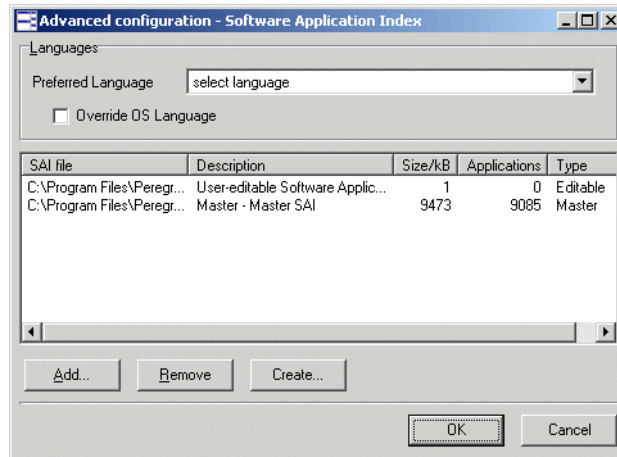 Advanced configuration - Software Application Index
Languages
Preferred Language select language
Override OS Language
SAI file Description Size/kB Applications Type
C:\Program Files\Peregr... User-editable Software Applic... 1 0 Editable
C:\Program Files\Peregr... Master - Master SAI 9473 9085 Master
Add... Remove Create...
OK Cancel